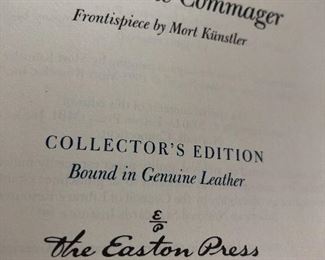 Commager
Frontispiece by Mort Künstler
COLLECTOR'S EDITION
Bound in Genuine Leather
E
P
the Easton Press